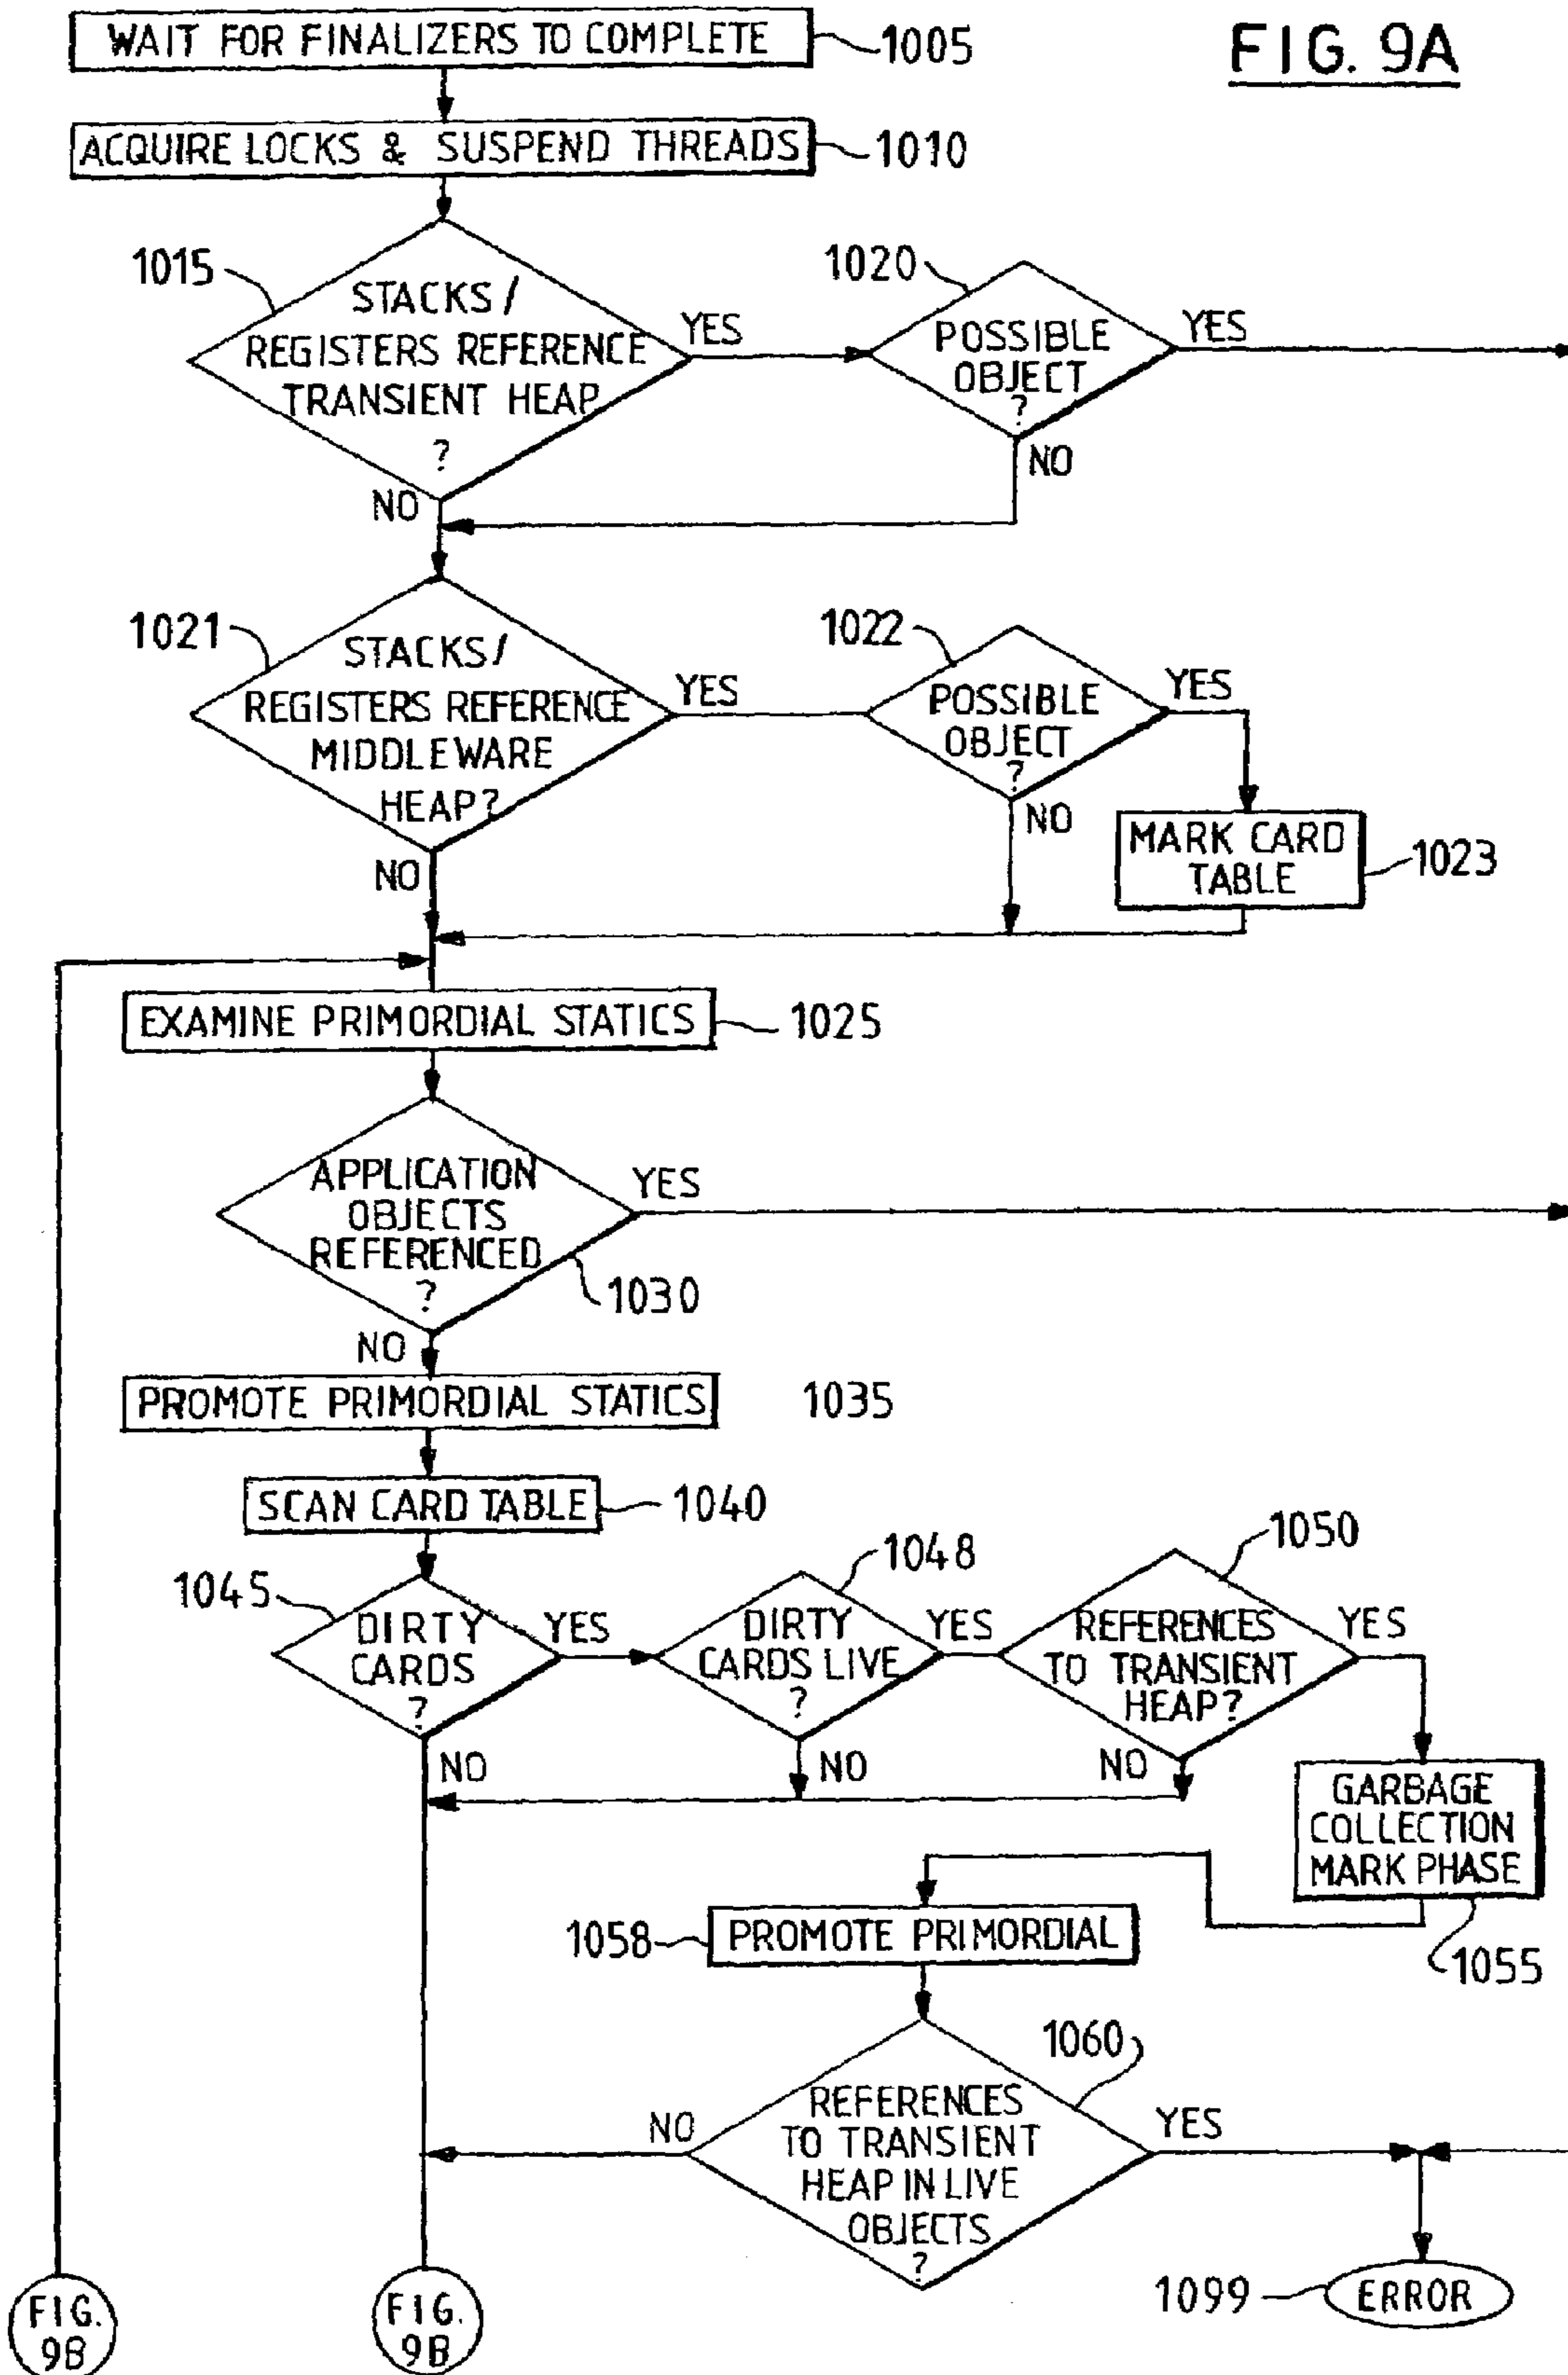 FIG. 9A
WAIT FOR FINALIZERS TO COMPLETE
1005
ACQUIRE LOCKS & SUSPEND THREADS
1010
1015
STACKS/
REGISTERS REFERENCE
TRANSIENT HEAP
?
YES
NO
1020
POSSIBLE
OBJECT
?
YES
NO
1021
STACKS/
REGISTERS REFERENCE
MIDDLEWARE
HEAP?
YES
NO
1022
POSSIBLE
OBJECT
?
YES
NO
MARK CARD
TABLE
1023
EXAMINE PRIMORDIAL STATICS
1025
APPLICATION
OBJECTS
REFERENCED
?
YES
1030
NO
PROMOTE PRIMORDIAL STATICS
1035
SCAN CARD TABLE
1040
1045
DIRTY
CARDS
?
YES
NO
1048
DIRTY
CARDS LIVE
?
YES
NO
1050
REFERENCES
TO TRANSIENT
HEAP?
YES
NO
GARBAGE
COLLECTION
MARK PHASE
1055
1058
PROMOTE PRIMORDIAL
1060
REFERENCES
TO TRANSIENT
HEAP IN LIVE
OBJECTS
?
NO
YES
1099
ERROR
FIG.
9B
FIG.
9B